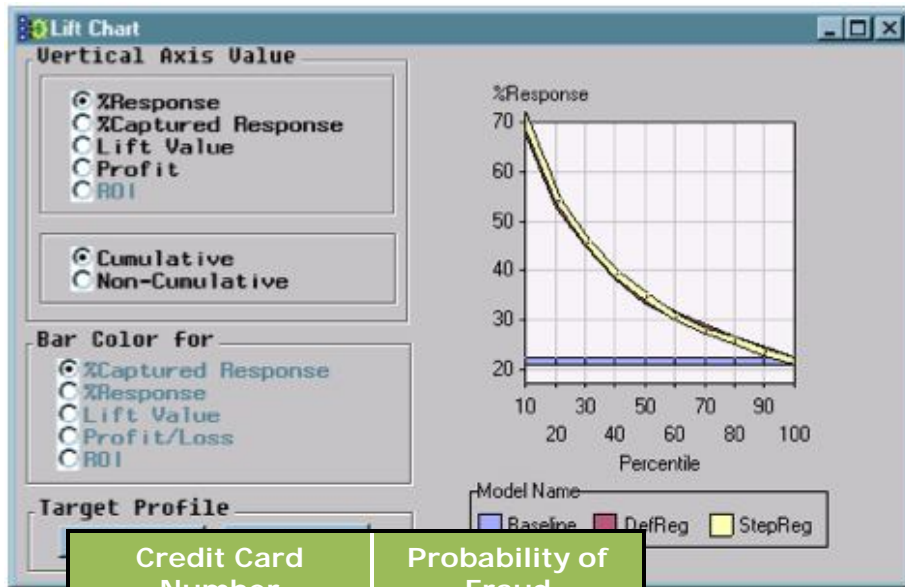 Lift Chart
Vertical Axis Value
%Response
%Captured Response
Lift Value
Profit
ROI
Cumulative
Non-Cumulative
Bar Color for
%Captured Response
%Response
Lift Value
Profit/Loss
ROI
Target Profile
%Response
70
60
50
40
30
20
10 30 50 70 90
20 40 60 80 100
Percentile
Model Name
Baseline DefReg StepReg
Credit Card Number
Probability of Fraud